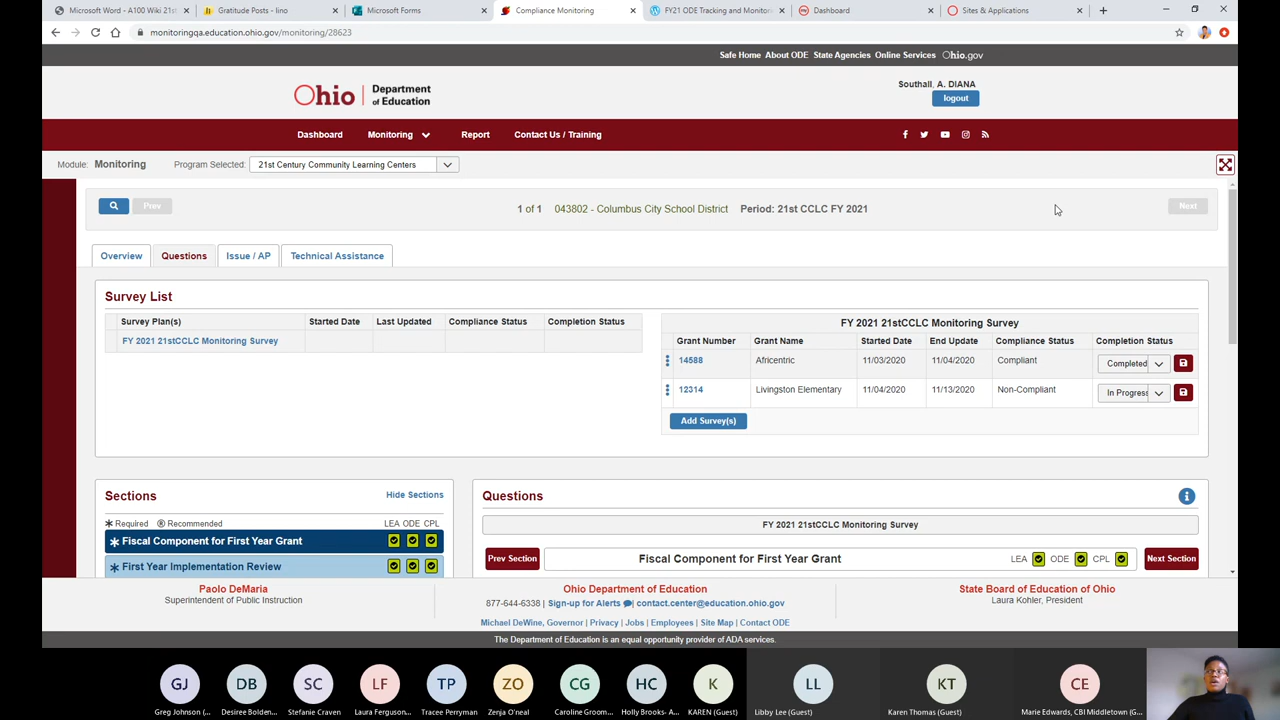 Microsoft Word - A100 Wiki 21st
Gratitude Posts - lino
Microsoft Forms
Compliance Monitoring
FY21 ODE Tracking and Monitori
Dashboard
Sites & Applications
monitoringqa.education.ohio.gov/monitoring/28623
Safe Home About ODE State Agencies Online Services Ohio.gov
Ohio Department of Education
Southall, A. DIANA
logout
Dashboard Monitoring Report Contact Us / Training
Module: Monitoring Program Selected: 21st Century Community Learning Centers
Prev 1 of 1 043802 - Columbus City School District Period: 21st CCLC FY 2021 Next
Overview Questions Issue / AP Technical Assistance
Survey List
Survey Plan(s) Started Date Last Updated Compliance Status Completion Status
FY 2021 21stCCLC Monitoring Survey
FY 2021 21stCCLC Monitoring Survey
Grant Number Grant Name Started Date End Update Compliance Status Completion Status
14588 Africentric 11/03/2020 11/04/2020 Compliant Completed
12314 Livingston Elementary 11/04/2020 11/13/2020 Non-Compliant In Progress
Add Survey(s)
Sections Hide Sections
Required R Recommended LEA ODE CPL
Fiscal Component for First Year Grant
First Year Implementation Review
Questions
FY 2021 21stCCLC Monitoring Survey
Prev Section Fiscal Component for First Year Grant LEA ODE CPL Next Section
Paolo DeMaria
Superintendent of Public Instruction
Ohio Department of Education
877-644-6338 | Sign-up for Alerts | contact.center@education.ohio.gov
Michael DeWine, Governor | Privacy | Jobs | Employees | Site Map | Contact ODE
State Board of Education of Ohio
Laura Kohler, President
The Department of Education is an equal opportunity provider of ADA services.
GJ DB SC LF TP ZO CG HC K LL KT CE
Greg Johnson (... Desiree Bolden... Stefanie Craven Laura Ferguson... Tracee Perryman Zenja O'neal Caroline Groom... Holly Brooks- A... KAREN (Guest) Libby Lee (Guest) Karen Thomas (Guest) Marie Edwards, CBI Middletown (G...